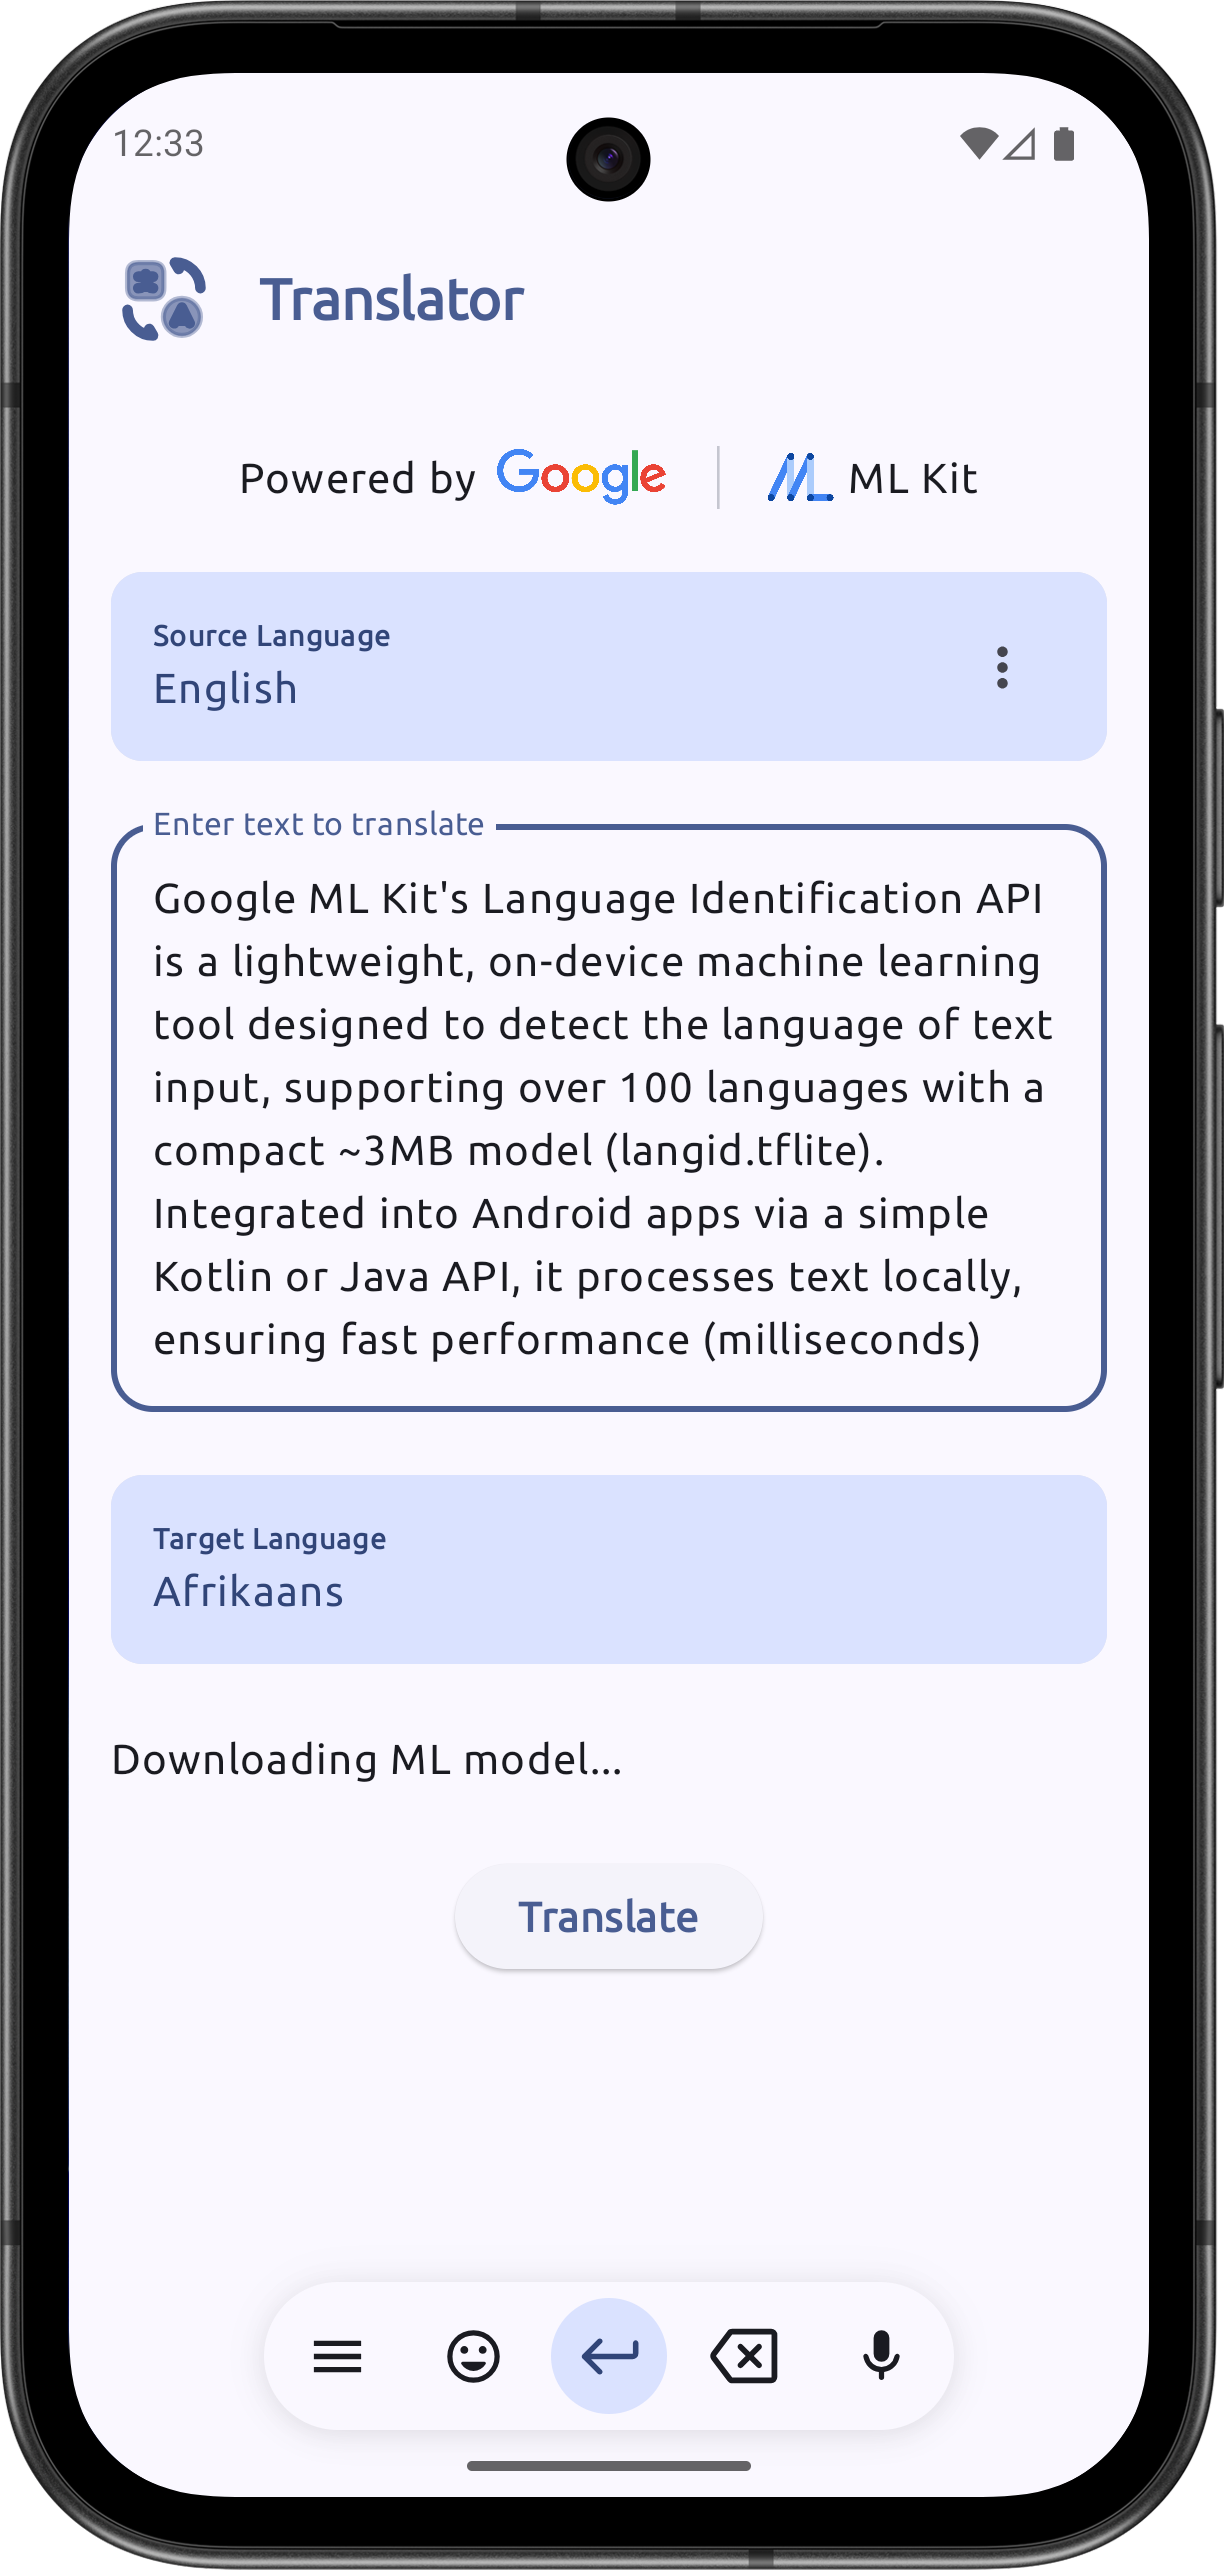 12:33
Translator
Powered by Google ML Kit
Source Language
English
Enter text to translate
Google ML Kit's Language Identification API
is a lightweight, on-device machine learning
tool designed to detect the language of text
input, supporting over 100 languages with a
compact ~3MB model (langid.tflite).
Integrated into Android apps via a simple
Kotlin or Java API, it processes text locally,
ensuring fast performance (milliseconds)
Target Language
Afrikaans
Downloading ML model...
Translate